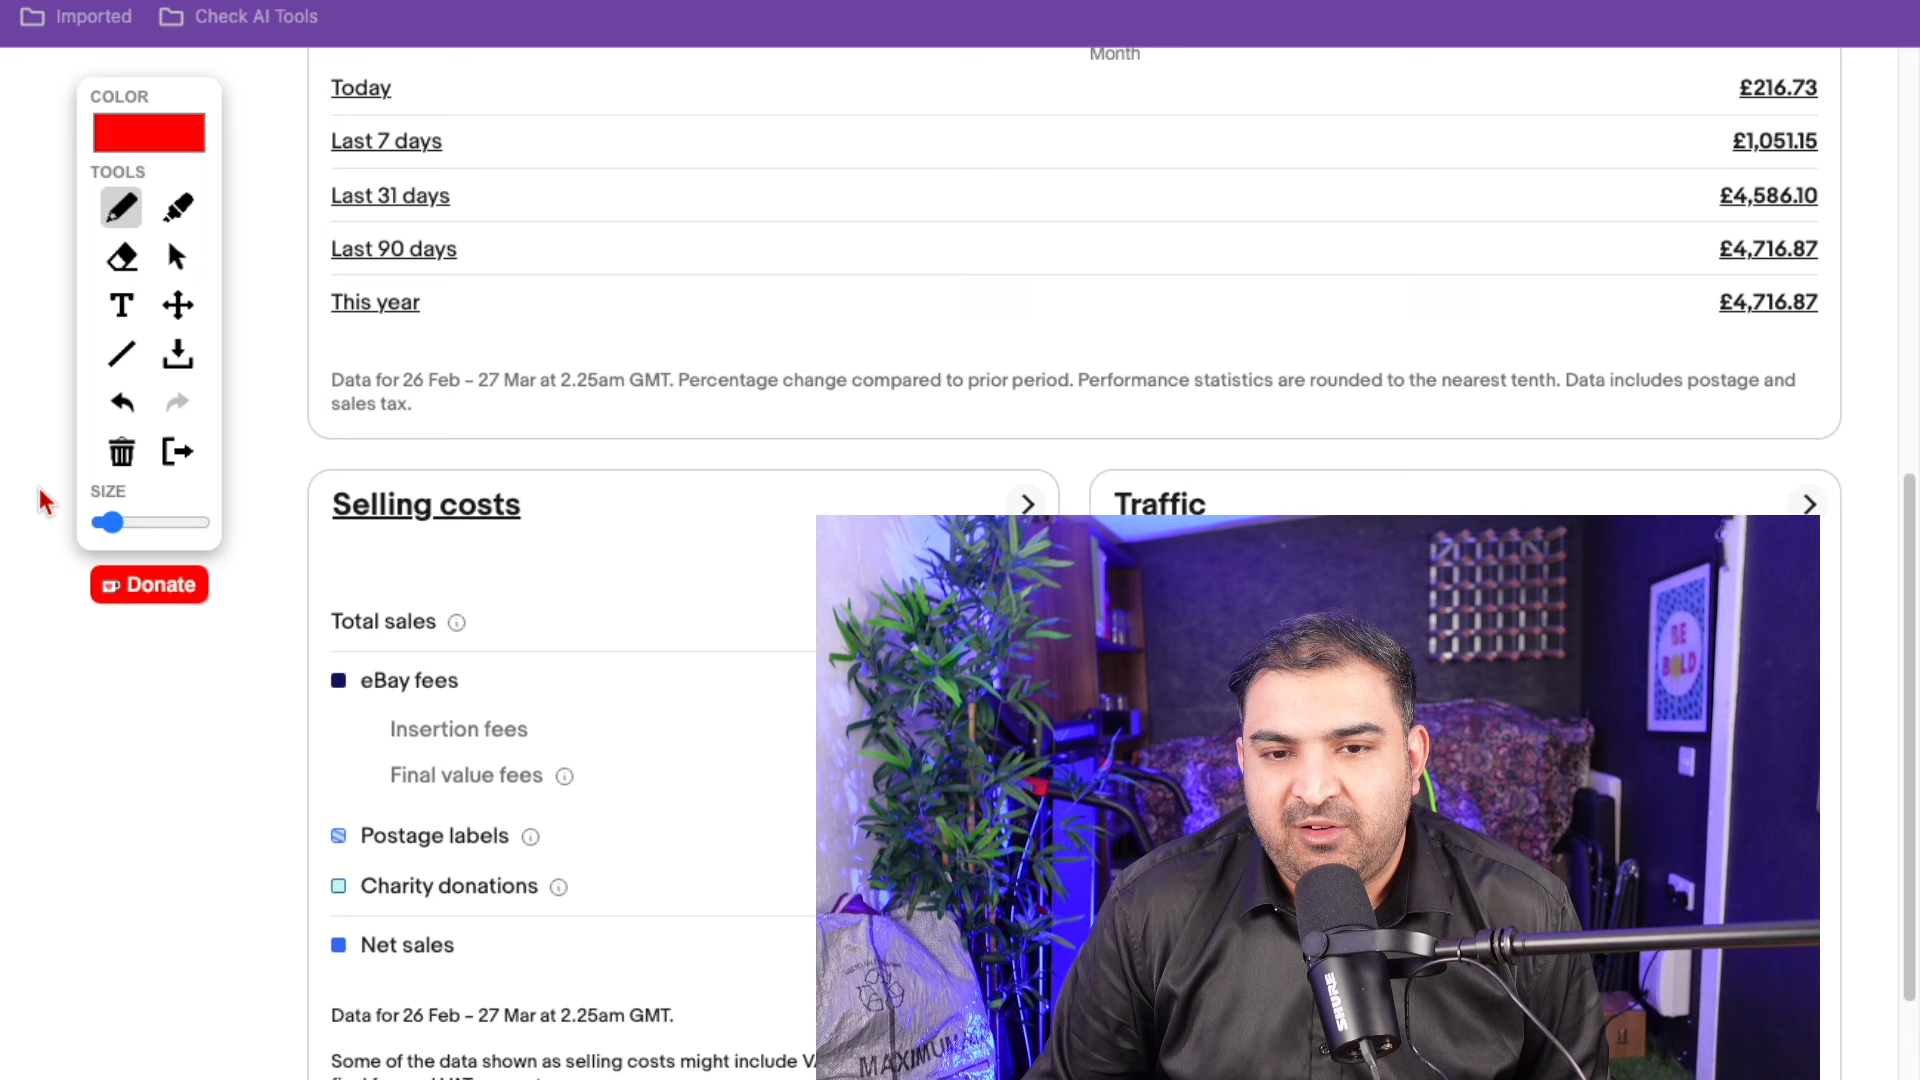 Imported
Check AI Tools
Month
COLOR
TOOLS
T
SIZE
Donate
Today £216.73
Last 7 days £1,051.15
Last 31 days £4,586.10
Last 90 days £4,716.87
This year £4,716.87
Data for 26 Feb – 27 Mar at 2.25am GMT. Percentage change compared to prior period. Performance statistics are rounded to the nearest tenth. Data includes postage and
sales tax.
Selling costs
Traffic
Total sales
eBay fees
Insertion fees
Final value fees
Postage labels
Charity donations
Net sales
Data for 26 Feb – 27 Mar at 2.25am GMT.
Some of the data shown as selling costs might include
BE
BOLD
SHURE
MAXIMUM